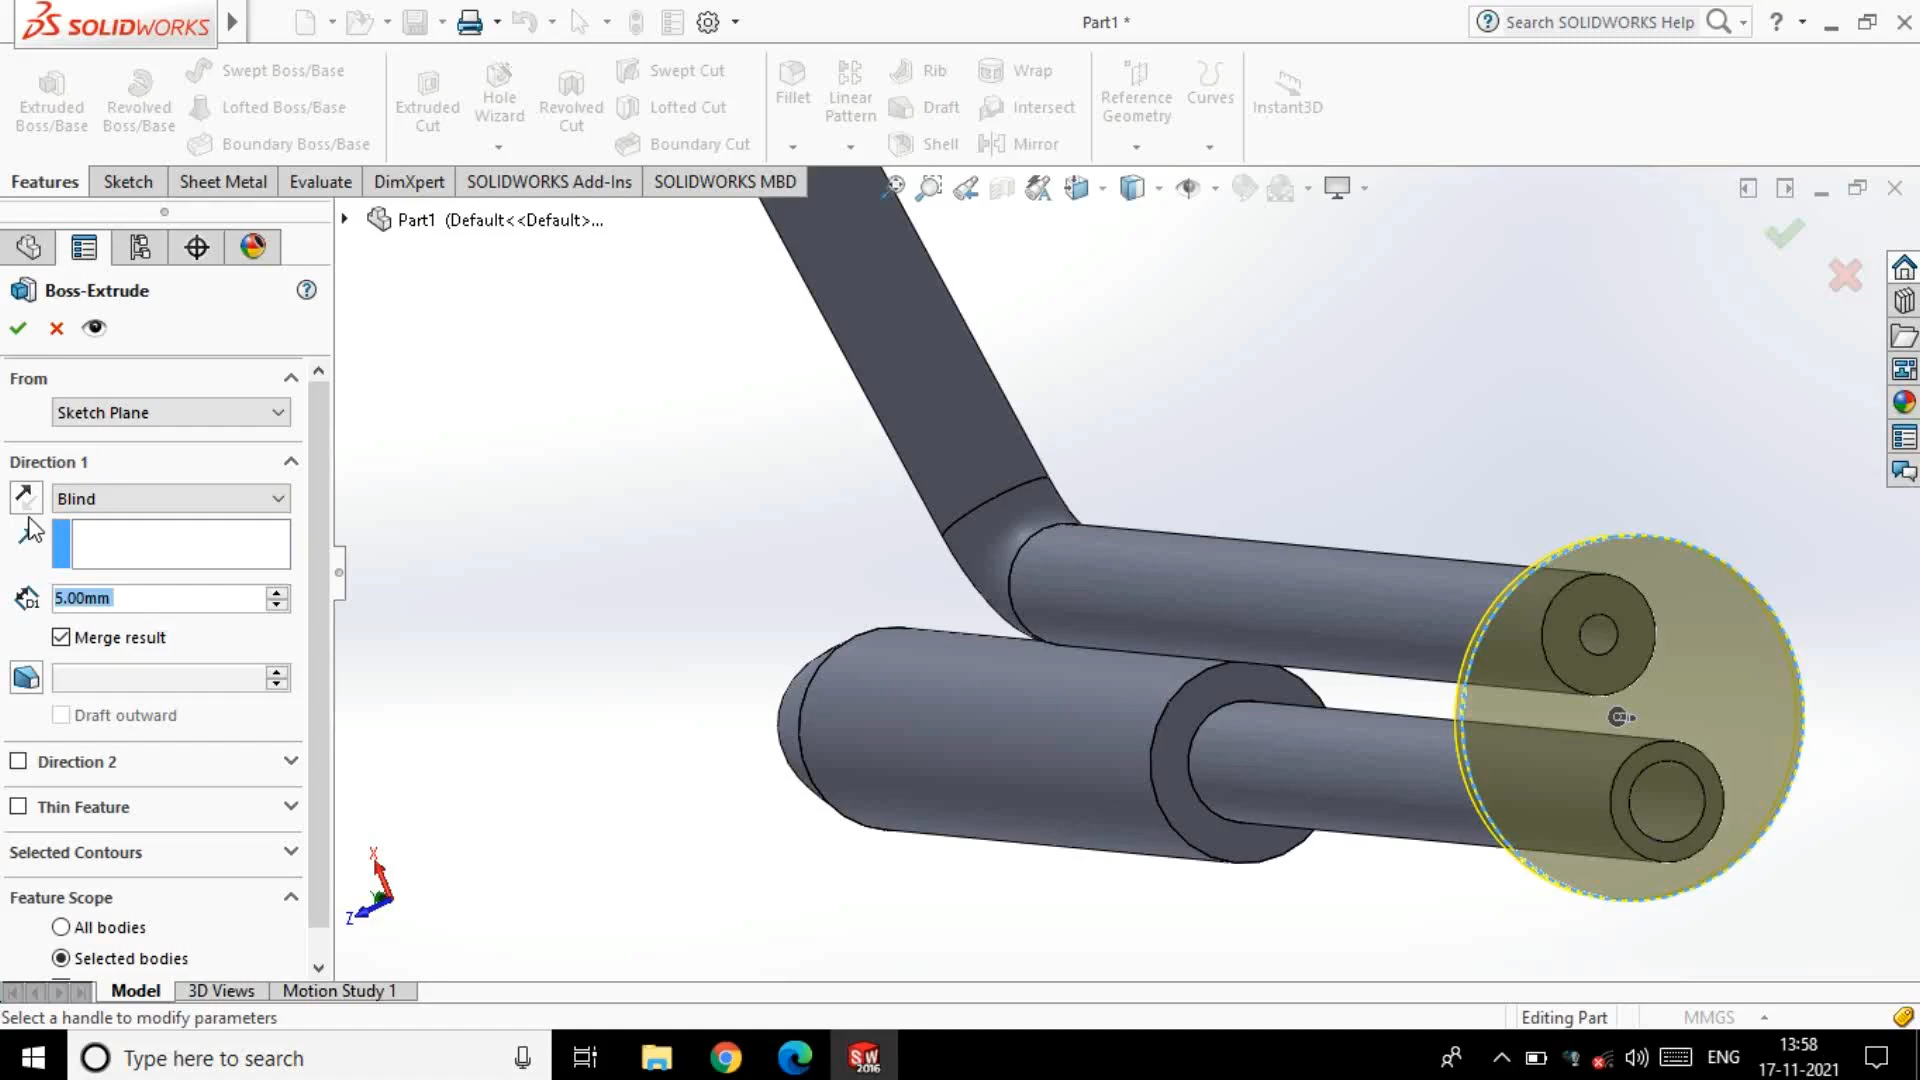 SOLIDWORKS
Part1 *
Search SOLIDWORKS Help
?
Extruded Boss/Base
Revolved Boss/Base
Swept Boss/Base
Lofted Boss/Base
Boundary Boss/Base
Extruded Cut
Hole Wizard
Revolved Cut
Swept Cut
Lofted Cut
Boundary Cut
Fillet
Linear Pattern
Rib
Draft
Shell
Wrap
Intersect
Mirror
Reference Geometry
Curves
Instant3D
Features
Sketch
Sheet Metal
Evaluate
DimXpert
SOLIDWORKS Add-Ins
SOLIDWORKS MBD
Part1 (Default<<Default>...
Boss-Extrude
?
From
Sketch Plane
Direction 1
Blind
D1
5.00mm
Merge result
Draft outward
Direction 2
Thin Feature
Selected Contours
Feature Scope
All bodies
Selected bodies
X
Z
Model
3D Views
Motion Study 1
Select a handle to modify parameters
Editing Part
MMGS
Type here to search
SW
2016
ENG
13:58
17-11-2021